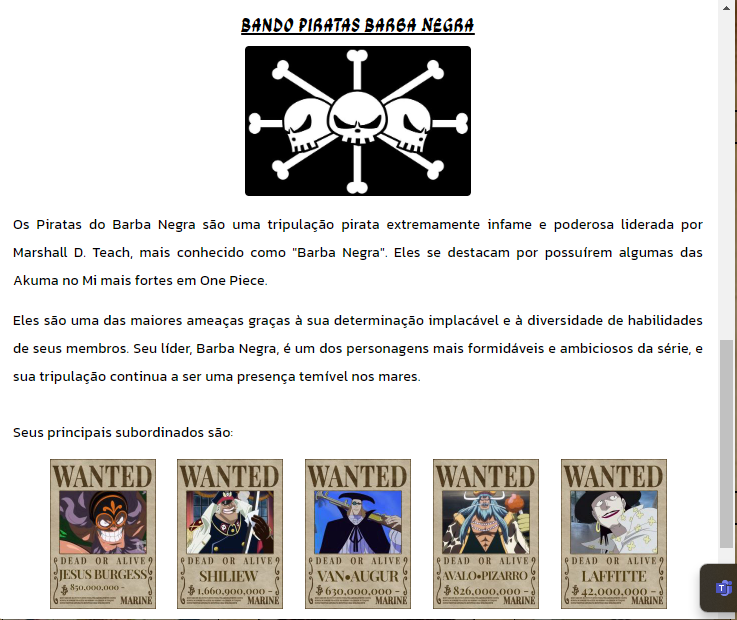 BANDO PIRATAS BARBA NEGRA
Os Piratas do Barba Negra são uma tripulação pirata extremamente infame e poderosa liderada por
Marshall D. Teach, mais conhecido como "Barba Negra". Eles se destacam por possuírem algumas das
Akuma no Mi mais fortes em One Piece.
Eles são uma das maiores ameaças graças à sua determinação implacável e à diversidade de habilidades
de seus membros. Seu líder, Barba Negra, é um dos personagens mais formidáveis e ambiciosos da série, e
sua tripulação continua a ser uma presença temível nos mares.
Seus principais subordinados são:
WANTED WANTED WANTED WANTED WANTED
DEAD OR ALIVE DEAD OR ALIVE DEAD OR ALIVE DEAD OR ALIVE DEAD OR ALIVE
JESUS BURGESS SHILIEW VAN•AUGUR AVALO•PIZARRO LAFFITTE
850,000,000- 1,660,900,000- 630,000,000- 826,000,000- 42,000,000-
MARINE MARINE MARINE MARINE MARINE